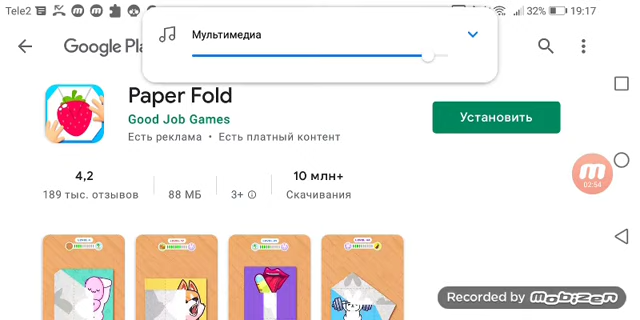 Tele2
32%
19:17
Мультимедиа
Google Pla
Paper Fold
Good Job Games
Есть реклама • Есть платный контент
Установить
4,2
189 тыс. отзывов
88 МБ
3+
10 млн+
Скачивания
02:54
Recorded by mobizen